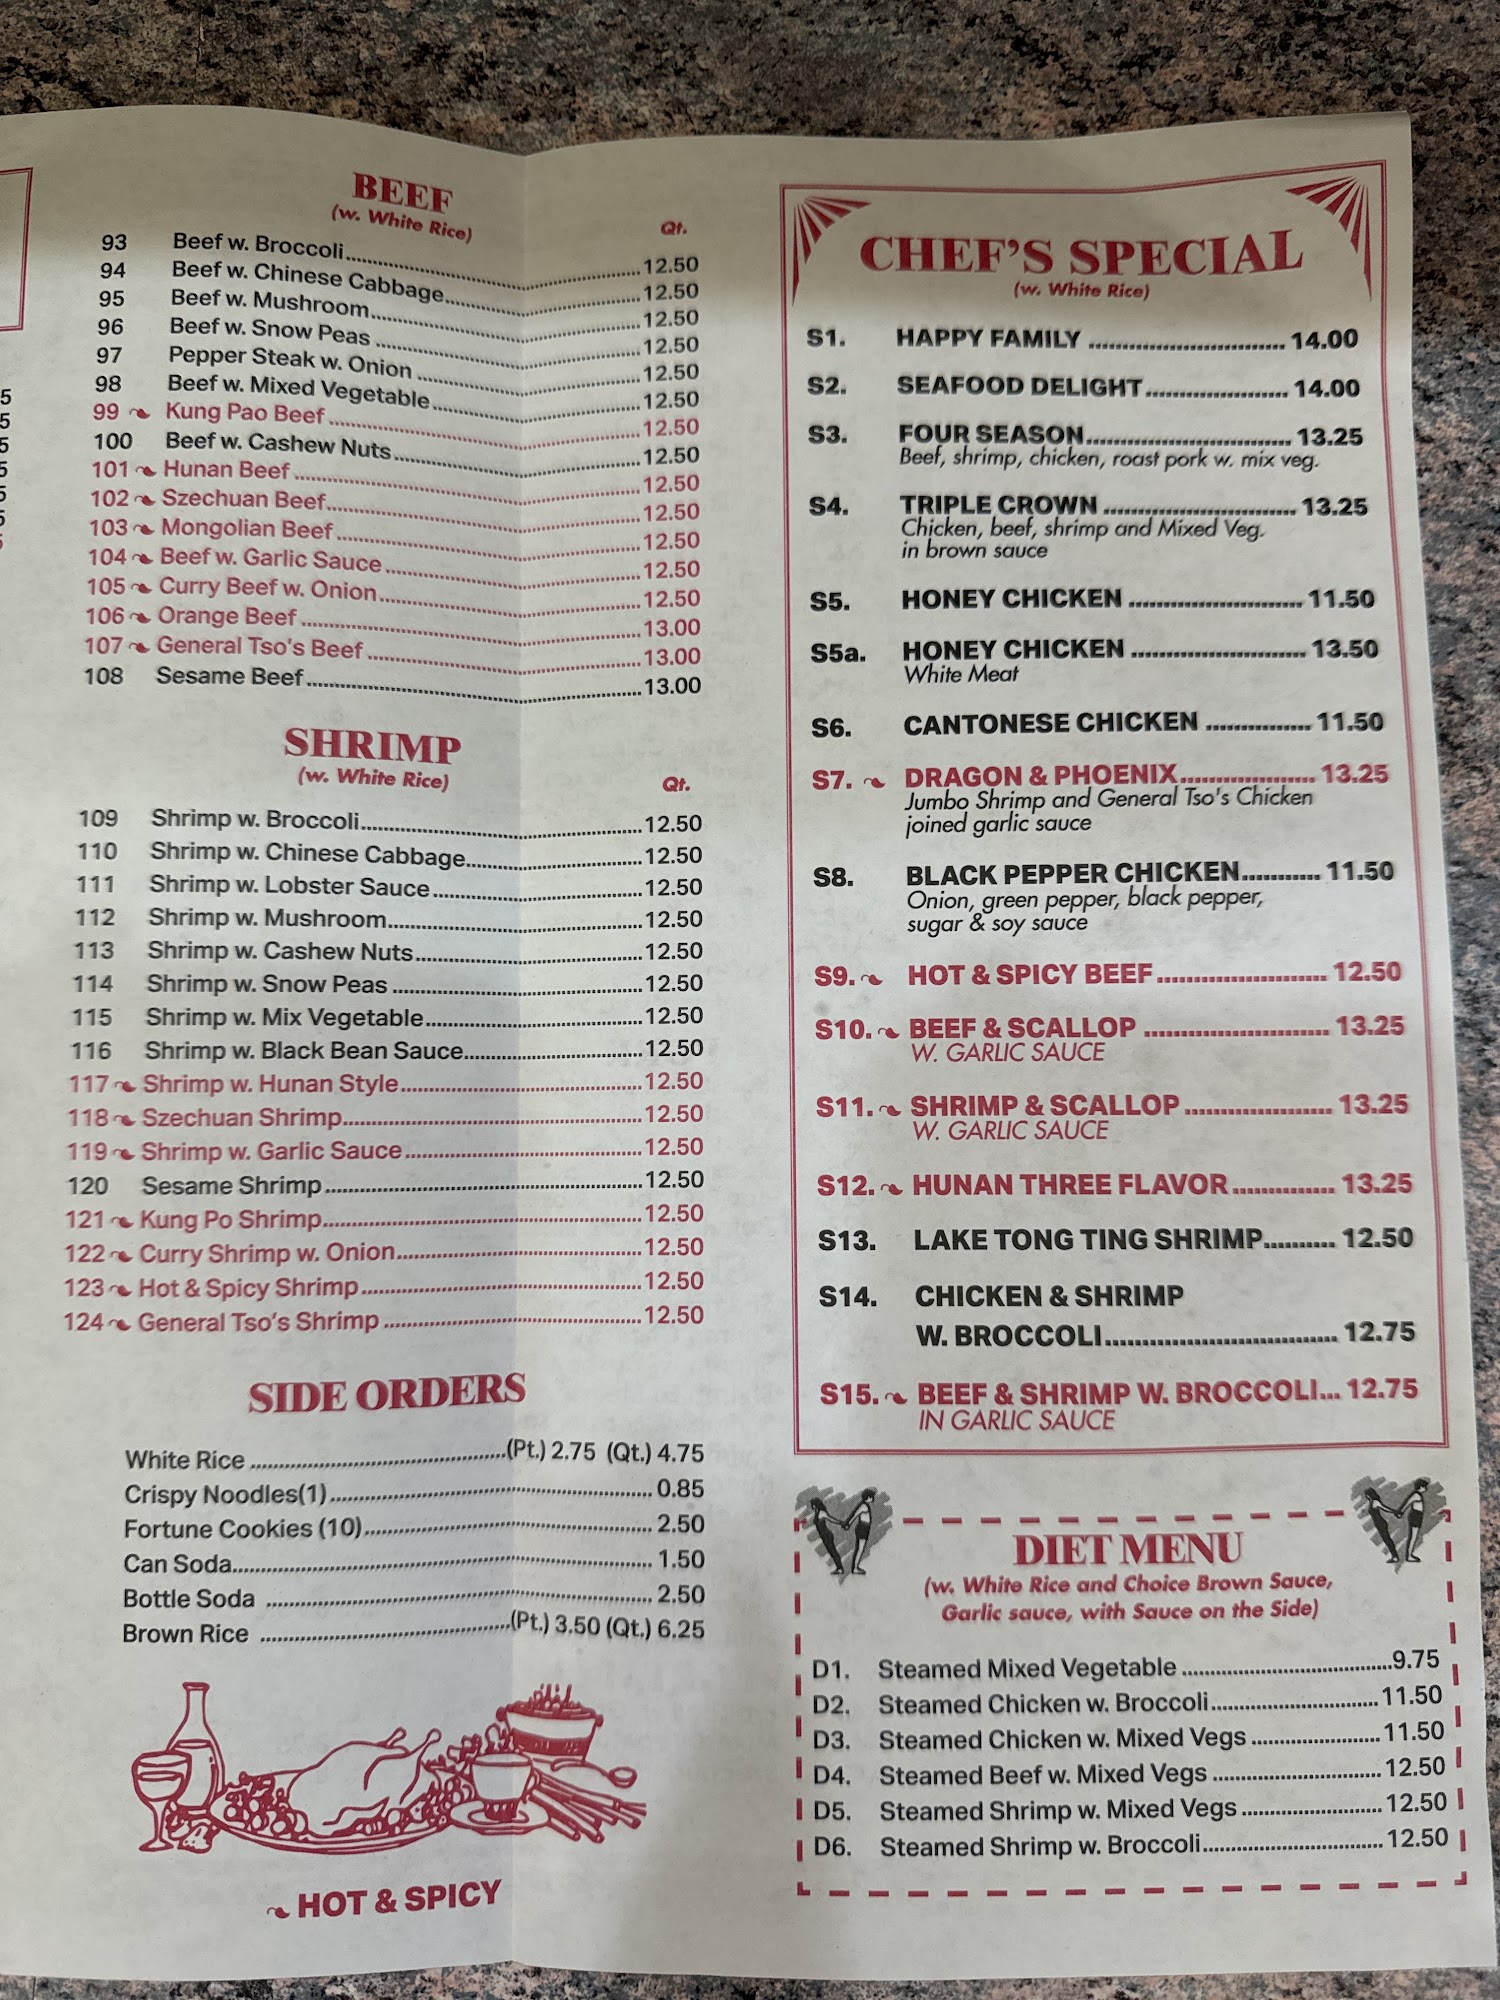 BEEF
(w. White Rice)
Qt.
93 Beef w. Broccoli 12.50
94 Beef w. Chinese Cabbage 12.50
95 Beef w. Mushroom 12.50
96 Beef w. Snow Peas 12.50
97 Pepper Steak w. Onion 12.50
98 Beef w. Mixed Vegetable 12.50
99 Kung Pao Beef 12.50
100 Beef w. Cashew Nuts 12.50
101 Hunan Beef 12.50
102 Szechuan Beef 12.50
103 Mongolian Beef 12.50
104 Beef w. Garlic Sauce 12.50
105 Curry Beef w. Onion 12.50
106 Orange Beef 13.00
107 General Tso's Beef 13.00
108 Sesame Beef 13.00
SHRIMP
(w. White Rice)
Qt.
109 Shrimp w. Broccoli 12.50
110 Shrimp w. Chinese Cabbage 12.50
111 Shrimp w. Lobster Sauce 12.50
112 Shrimp w. Mushroom 12.50
113 Shrimp w. Cashew Nuts 12.50
114 Shrimp w. Snow Peas 12.50
115 Shrimp w. Mix Vegetable 12.50
116 Shrimp w. Black Bean Sauce 12.50
117 Shrimp w. Hunan Style 12.50
118 Szechuan Shrimp 12.50
119 Shrimp w. Garlic Sauce 12.50
120 Sesame Shrimp 12.50
121 Kung Po Shrimp 12.50
122 Curry Shrimp w. Onion 12.50
123 Hot & Spicy Shrimp 12.50
124 General Tso's Shrimp 12.50
SIDE ORDERS
White Rice (Pt.) 2.75 (Qt.) 4.75
Crispy Noodles(1) 0.85
Fortune Cookies (10) 2.50
Can Soda 1.50
Bottle Soda 2.50
Brown Rice (Pt.) 3.50 (Qt.) 6.25
HOT & SPICY
CHEF'S SPECIAL
(w. White Rice)
S1. HAPPY FAMILY 14.00
S2. SEAFOOD DELIGHT 14.00
S3. FOUR SEASON 13.25
Beef, shrimp, chicken, roast pork w. mix veg.
S4. TRIPLE CROWN 13.25
Chicken, beef, shrimp and Mixed Veg.
in brown sauce
S5. HONEY CHICKEN 11.50
S5a. HONEY CHICKEN 13.50
White Meat
S6. CANTONESE CHICKEN 11.50
S7. DRAGON & PHOENIX 13.25
Jumbo Shrimp and General Tso's Chicken
joined garlic sauce
S8. BLACK PEPPER CHICKEN 11.50
Onion, green pepper, black pepper,
sugar & soy sauce
S9. HOT & SPICY BEEF 12.50
S10. BEEF & SCALLOP 13.25
W. GARLIC SAUCE
S11. SHRIMP & SCALLOP 13.25
W. GARLIC SAUCE
S12. HUNAN THREE FLAVOR 13.25
S13. LAKE TONG TING SHRIMP 12.50
S14. CHICKEN & SHRIMP
W. BROCCOLI 12.75
S15. BEEF & SHRIMP W. BROCCOLI 12.75
IN GARLIC SAUCE
DIET MENU
(w. White Rice and Choice Brown Sauce,
Garlic sauce, with Sauce on the Side)
D1. Steamed Mixed Vegetable 9.75
D2. Steamed Chicken w. Broccoli 11.50
D3. Steamed Chicken w. Mixed Vegs 11.50
D4. Steamed Beef w. Mixed Vegs 12.50
D5. Steamed Shrimp w. Mixed Vegs 12.50
D6. Steamed Shrimp w. Broccoli 12.50